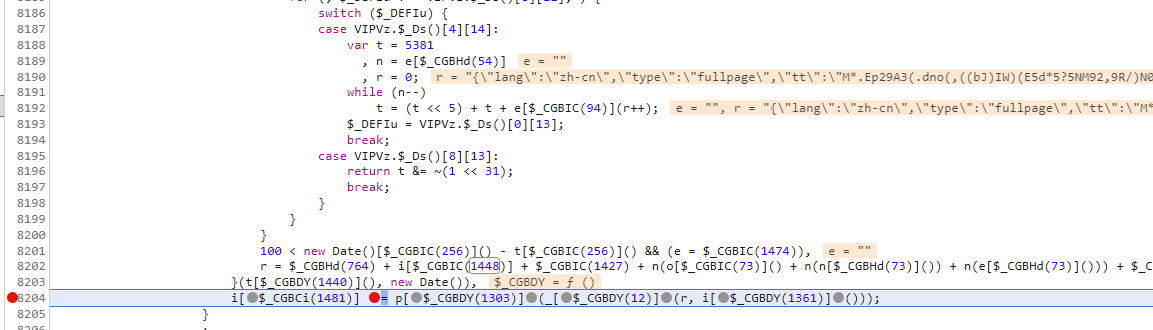 8186 switch ($_DEFIu) {
8187 case VIPVz.$_Ds()[4][14]:
8188 var t = 5381
8189 , n = e[$_CGBHd(54)] e = ""
8190 , r = 0; r = "{\"lang\":\"zh-cn\",\"type\":\"fullpage\",\"tt\":\"M*.Ep29A3(.dno(,((bJ)IW)(E5d*5?5NM92,9R/)N0
8191 while (n--)
8192 t = (t << 5) + t + e[$_CGBIC(94)](r++); e = "", r = "{\"lang\":\"zh-cn\",\"type\":\"fullpage\",\"tt\":\"M*
8193 $_DEFIu = VIPVz.$_Ds()[0][13];
8194 break;
8195 case VIPVz.$_Ds()[8][13]:
8196 return t &= ~(1 << 31);
8197 break;
8198 }
8199 }
8200 }
8201 100 < new Date()[$_CGBIC(256)]() - t[$_CGBIC(256)]() && (e = $_CGBIC(1474)), e = ""
8202 r = $_CGBHd(764) + i[$_CGBIC(1448)] + $_CGBIC(1427) + n(o[$_CGBIC(73)]() + n(n[$_CGBHd(73)]()) + n(e[$_CGBHd(73)]())) + $_C
8203 }(t[$_CGBDY(1440)](), new Date()), $_CGBDY = ƒ ()
8204 i[$_CGBCi(1481)] = p[$_CGBDY(1303)](_[$_CGBDY(12)](r, i[$_CGBDY(1361)]()));
8205 }